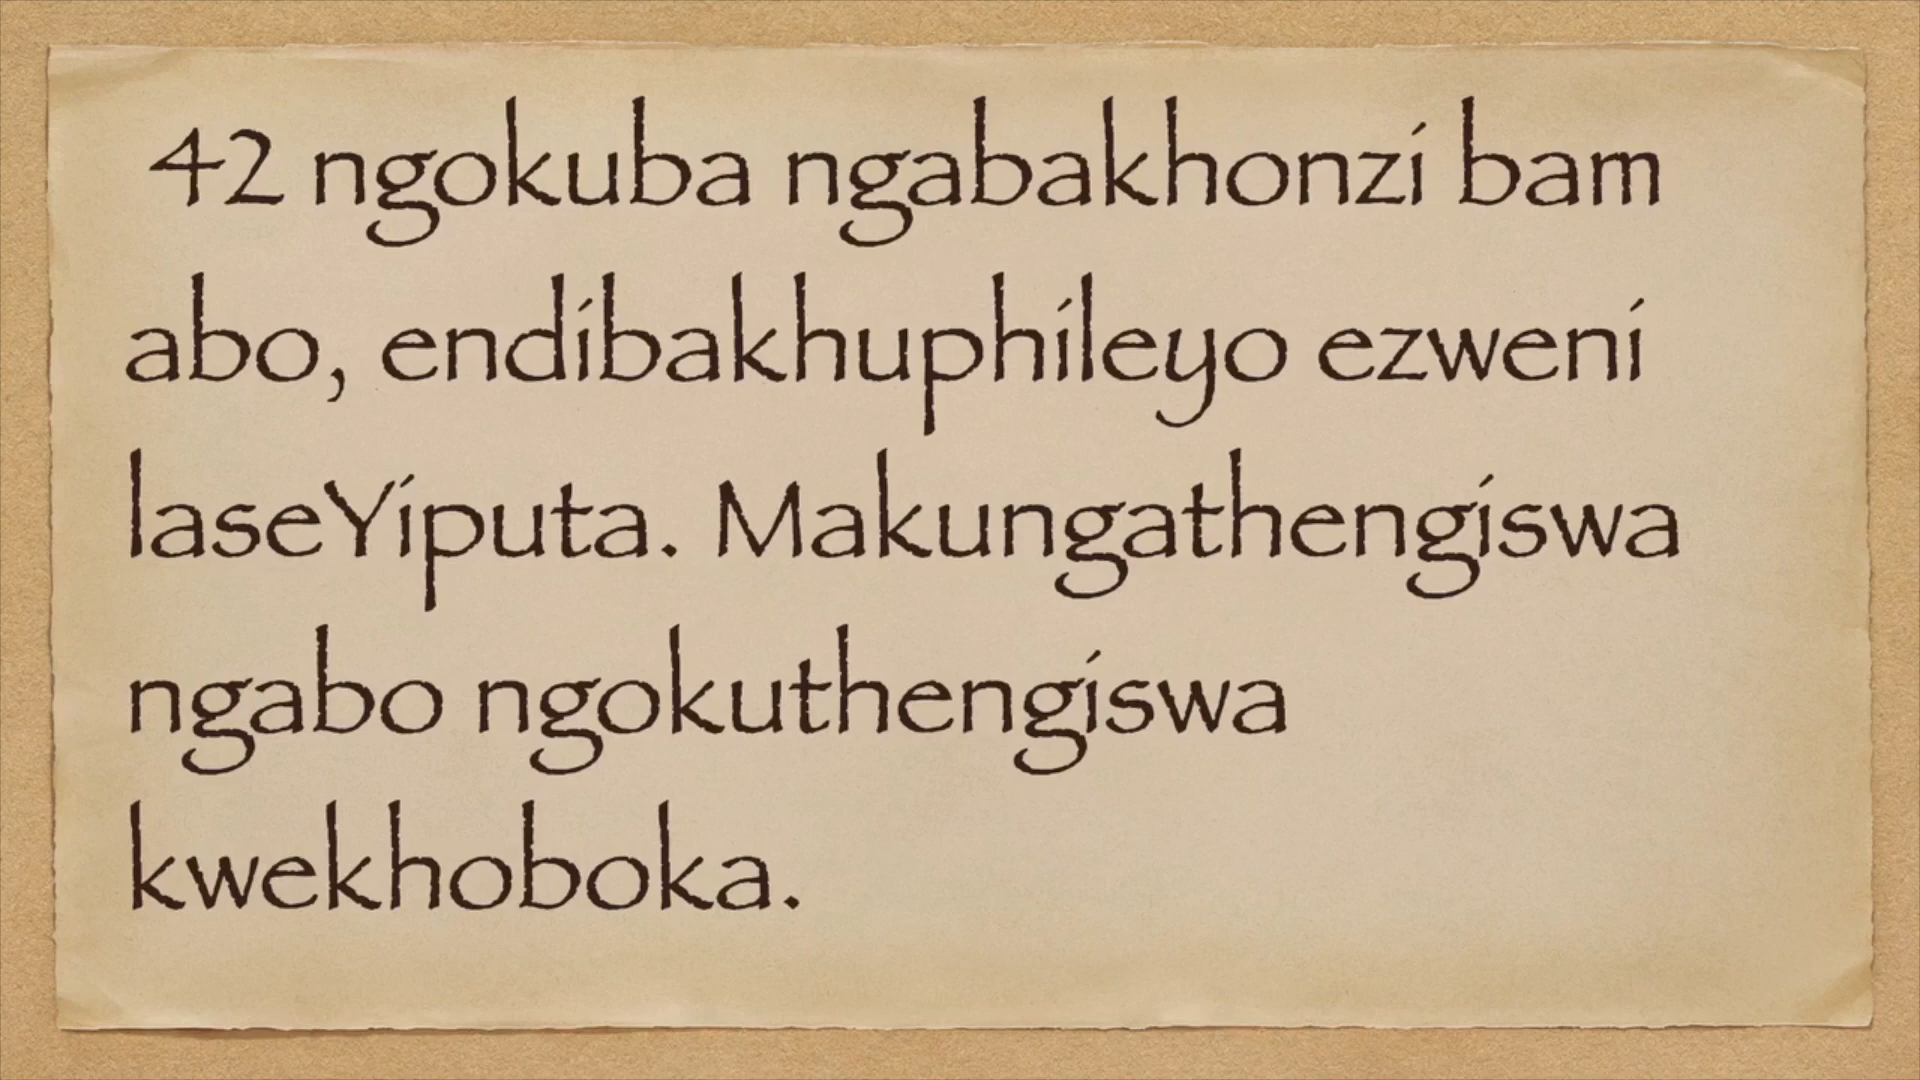 42 ngokuba ngabakhonzi bam
abo, endibakhuphileyo ezweni
laseYiputa. Makungathengiswa
ngabo ngokuthengiswa
kwekhoboka.